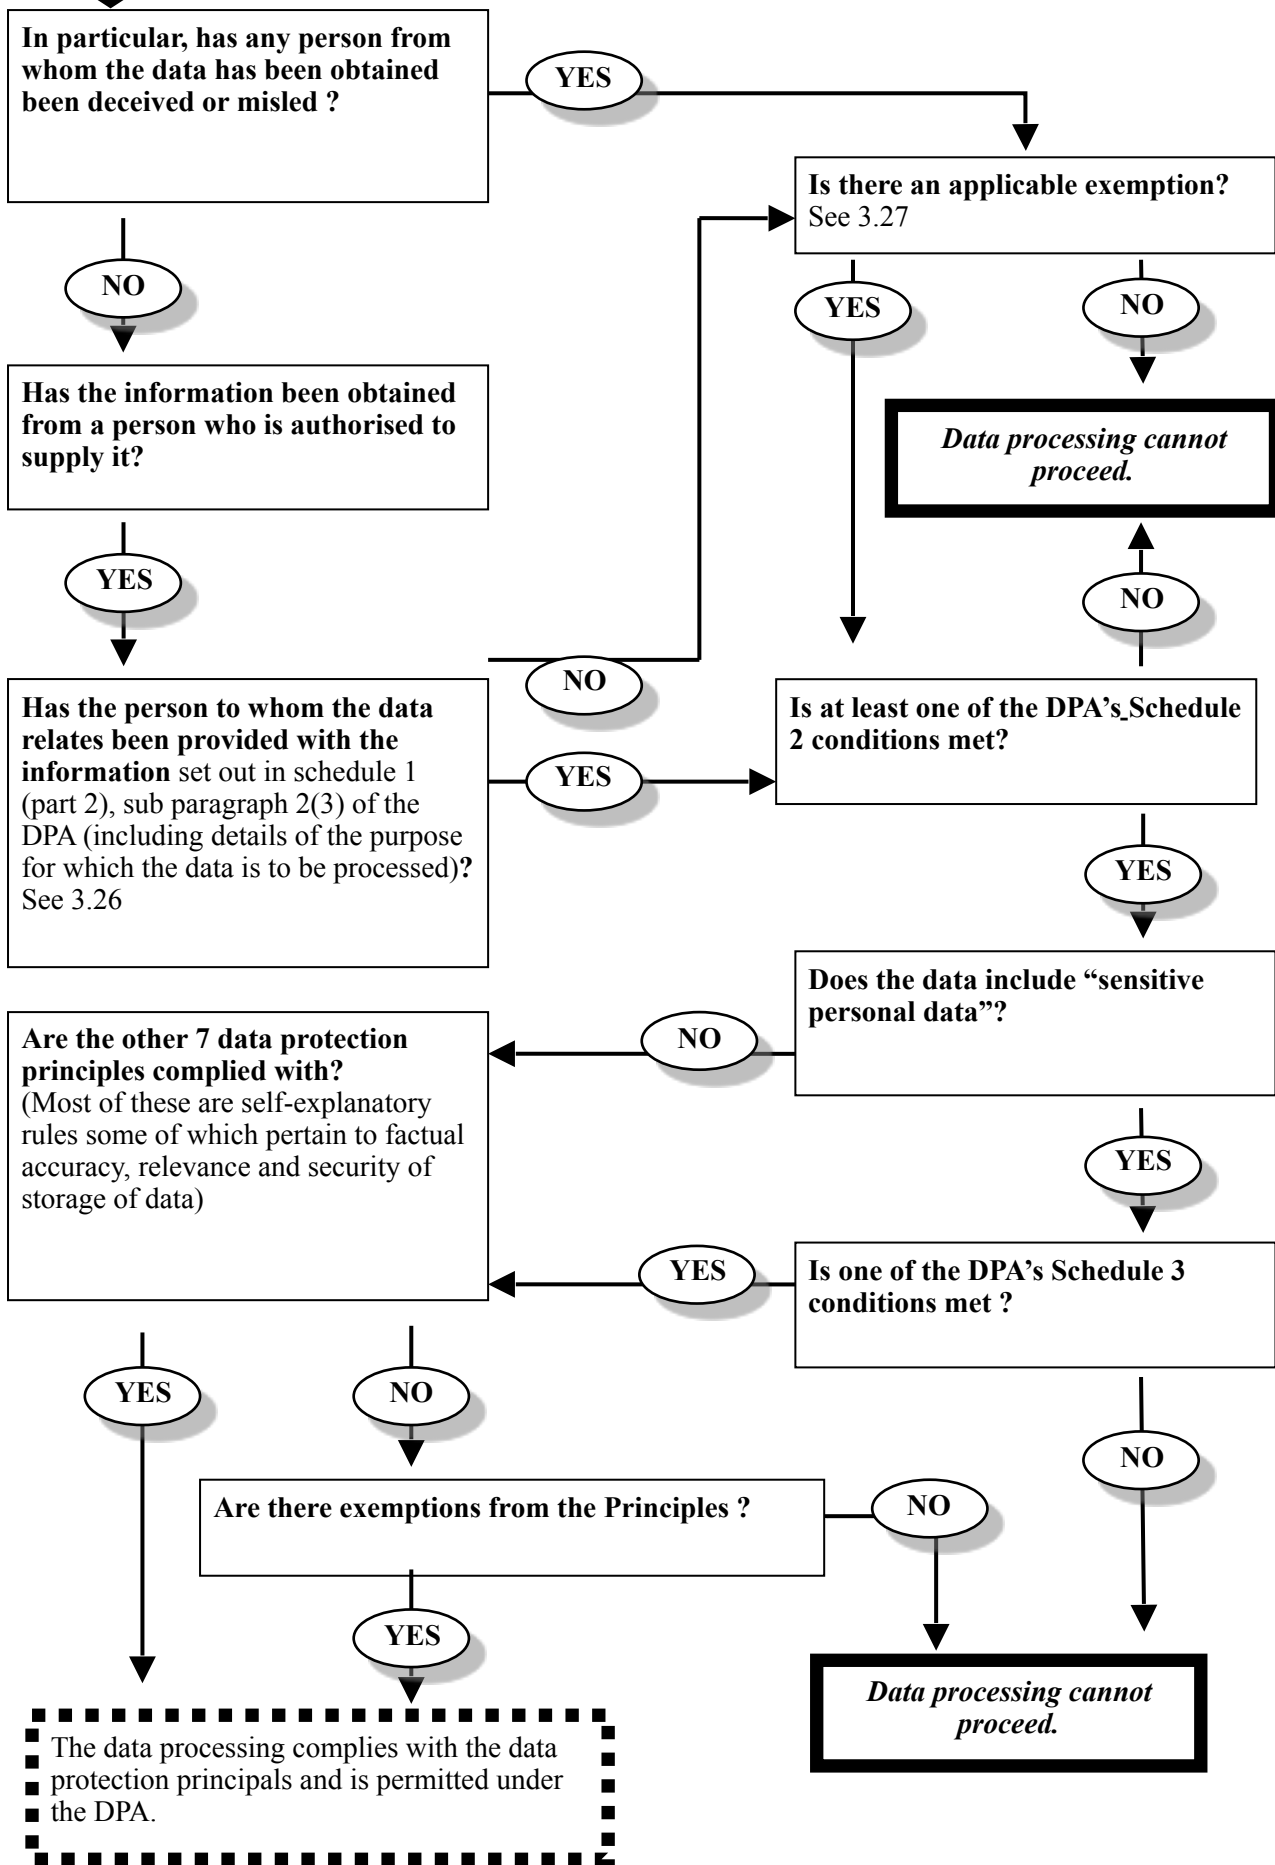 In particular, has any person from
whom the data has been obtained
been deceived or misled ?
YES
Is there an applicable exemption?
See 3.27
NO
YES
NO
Has the information been obtained
from a person who is authorised to
supply it?
Data processing cannot
proceed.
YES
NO
Has the person to whom the data
relates been provided with the
information set out in schedule 1
(part 2), sub paragraph 2(3) of the
DPA (including details of the purpose
for which the data is to be processed)?
See 3.26
NO
YES
Is at least one of the DPA's Schedule
2 conditions met?
YES
Does the data include “sensitive
personal data”?
NO
Are the other 7 data protection
principles complied with?
(Most of these are self-explanatory
rules some of which pertain to factual
accuracy, relevance and security of
storage of data)
YES
YES
Is one of the DPA's Schedule 3
conditions met ?
YES
NO
NO
Are there exemptions from the Principles ?
NO
YES
Data processing cannot
proceed.
The data processing complies with the data
protection principals and is permitted under
the DPA.